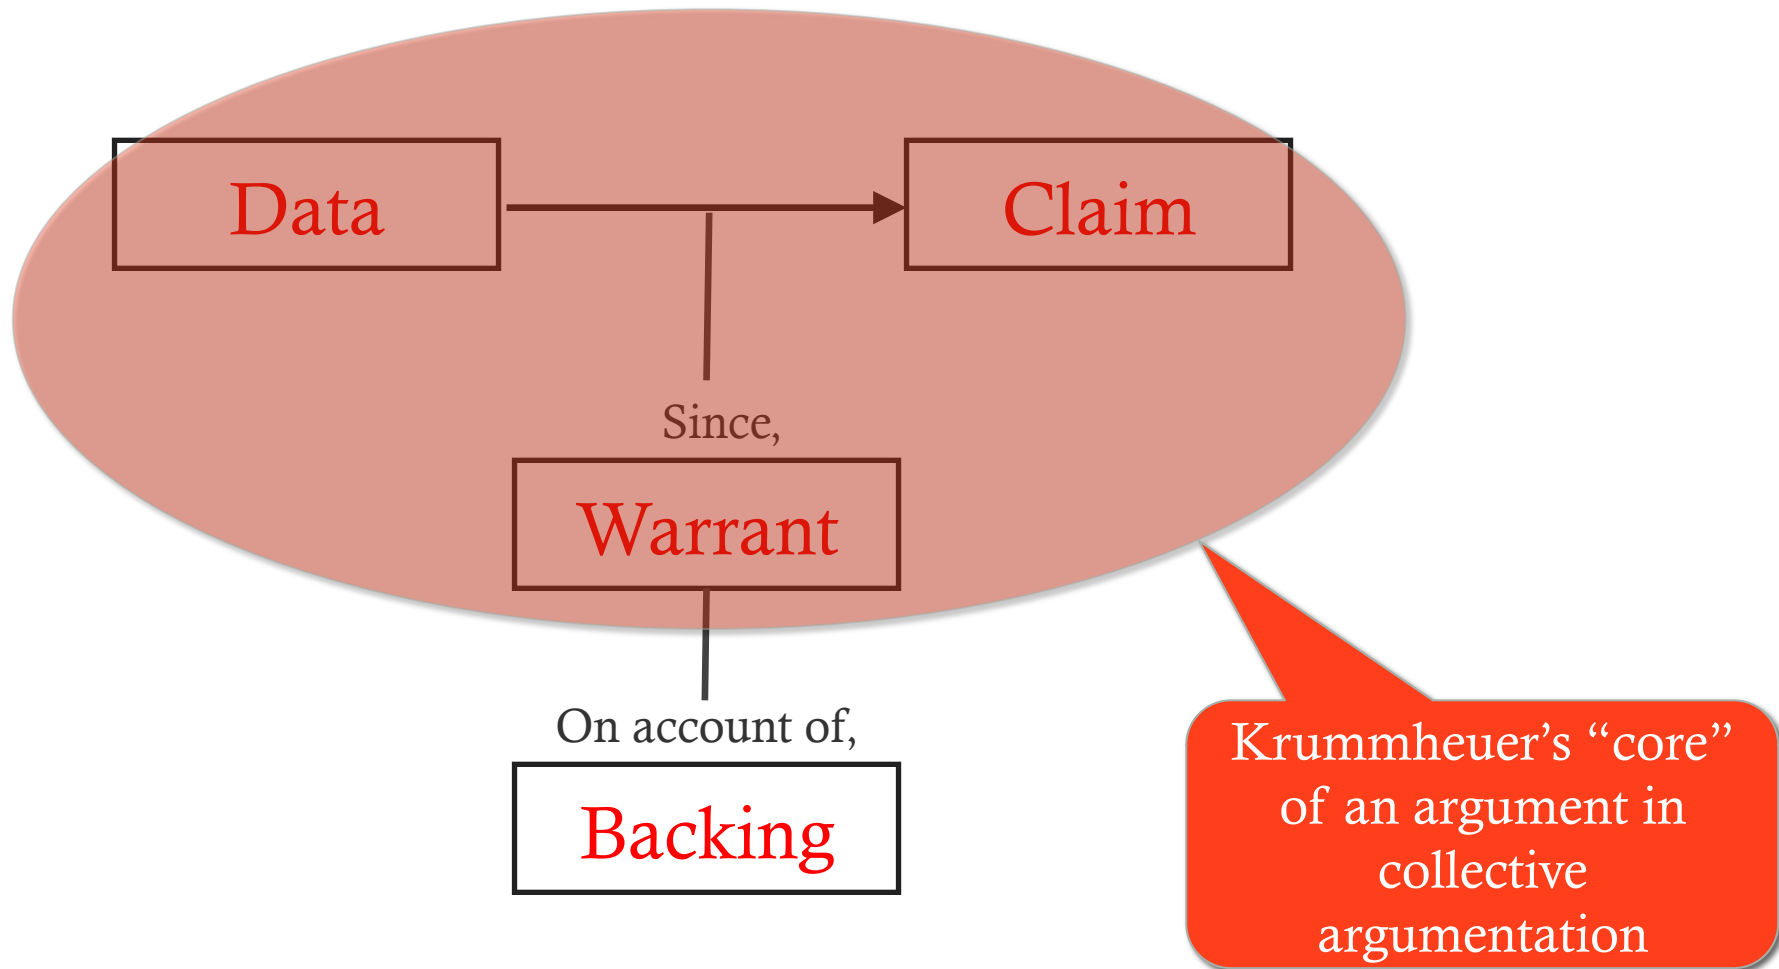 Data
Claim
Since,
Warrant
On account of,
Backing
Krummheuer’s “core”
of an argument in
collective
argumentation